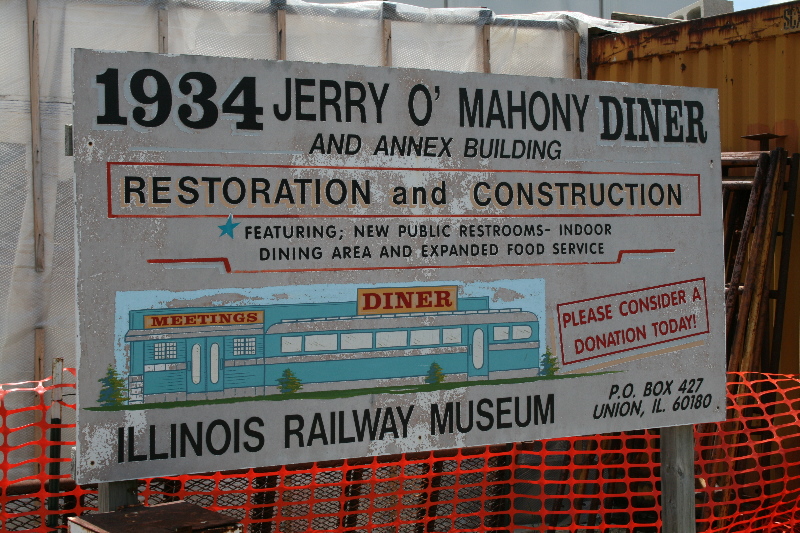 1934 JERRY O' MAHONY DINER
AND ANNEX BUILDING
RESTORATION and CONSTRUCTION
FEATURING; NEW PUBLIC RESTROOMS- INDOOR
DINING AREA AND EXPANDED FOOD SERVICE
MEETINGS
DINER
PLEASE CONSIDER A
DONATION TODAY!
ILLINOIS RAILWAY MUSEUM
P.O. BOX 427
UNION, IL. 60180